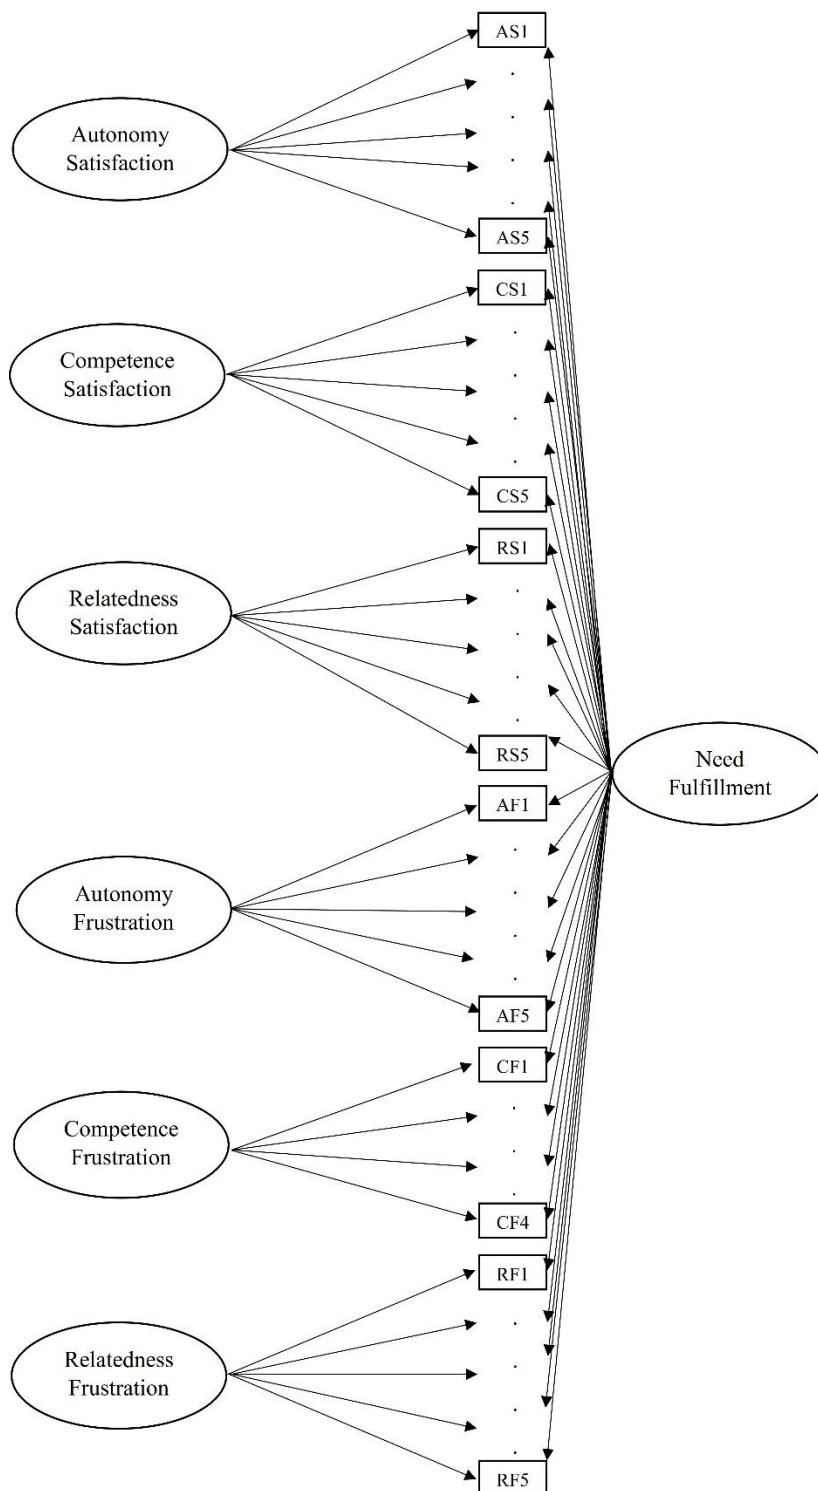 AS1
Autonomy
Satisfaction
AS5
CS1
Competence
Satisfaction
CS5
RS1
Relatedness
Satisfaction
RS5
Need
Fulfillment
AF1
Autonomy
Frustration
AF5
CF1
Competence
Frustration
CF4
RF1
Relatedness
Frustration
RF5